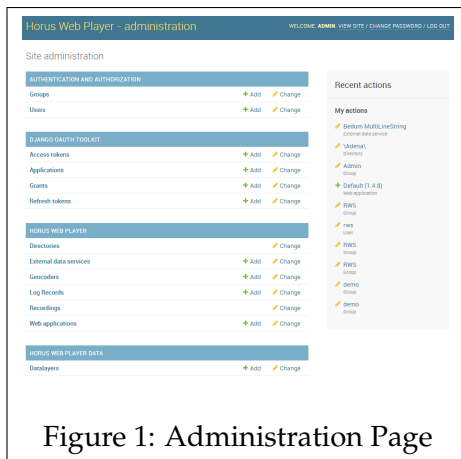 Horus Web Player - administration
WELCOME, ADMIN. VIEW SITE / CHANGE PASSWORD / LOG OUT
Site administration
AUTHENTICATION AND AUTHORIZATION
Groups + Add Change
Users + Add Change
DJANGO OAUTH TOOLKIT
Access tokens + Add Change
Applications + Add Change
Grants + Add Change
Refresh tokens + Add Change
HORUS WEB PLAYER
Directories Change
External data services + Add Change
Geocoders + Add Change
Log Records + Add Change
Recordings Change
Web applications + Add Change
HORUS WEB PLAYER DATA
Datalayers + Add Change
Recent actions
My actions
Bedum MultiLineString
External data service
\Adena\
Directory
Admin
Group
+ Default (1.4.8)
Web application
RWS
Group
rws
User
RWS
Group
RWS
Group
demo
Group
demo
Group
Figure 1: Administration Page